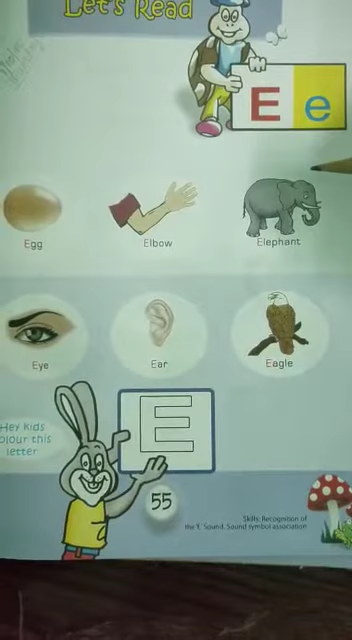 Let's Read
E e
Egg Elbow Elephant
Eye Ear Eagle
Hey kids
olour this
letter
E
55
Skills: Recognition of
the 'E' Sound, Sound symbol association